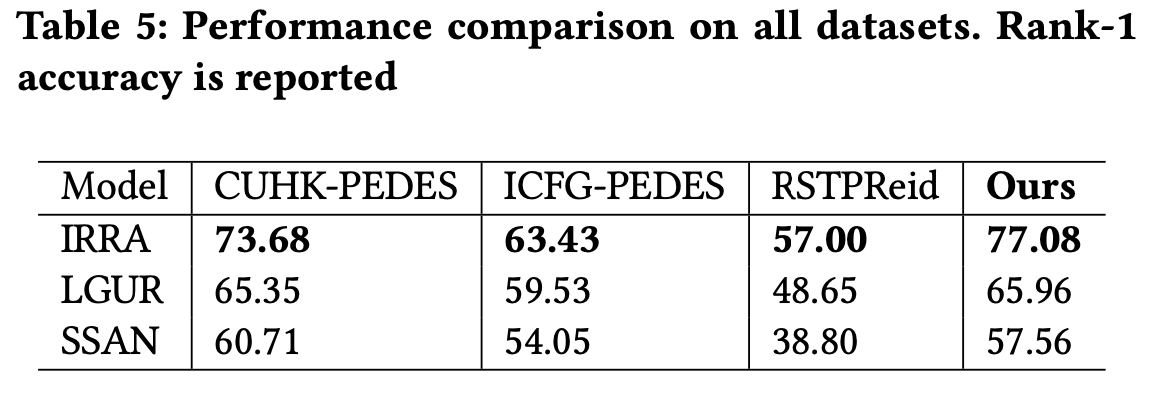 Table 5: Performance comparison on all datasets. Rank-1
accuracy is reported
Model CUHK-PEDES ICFG-PEDES RSTPReid Ours
IRRA 73.68 63.43 57.00 77.08
LGUR 65.35 59.53 48.65 65.96
SSAN 60.71 54.05 38.80 57.56